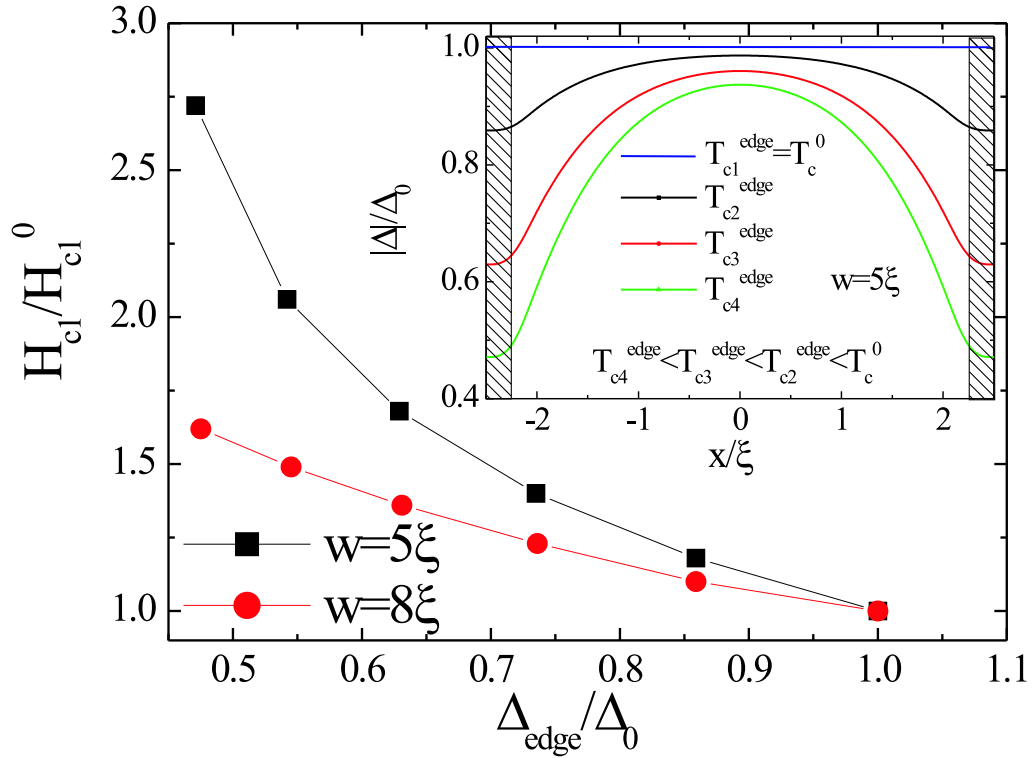 3.0
2.5
2.0
1.5
1.0
H_c1/H_c1^0
0.5
0.6
0.7
0.8
0.9
1.0
1.1
Δ_edge/Δ_0
w=5ξ
w=8ξ
1.0
0.8
0.6
0.4
|Δ|/Δ_0
-2
-1
0
1
2
x/ξ
T_c1^edge=T_c^0
T_c2^edge
T_c3^edge
T_c4^edge
w=5ξ
T_c4^edge<T_c3^edge<T_c2^edge<T_c^0